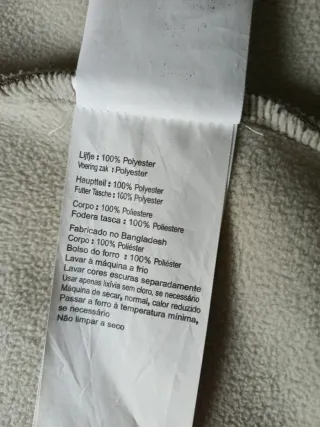 Lijfje : 100% Polyester
Voering zak : Polyester
Hauptteil : 100% Polyester
Futter Tasche : 100% Polyester
Corpo : 100% Poliestere
Fodera tasca : 100% Poliestere
Fabricado no Bangladesh
Corpo : 100% Poliéster
Bolso do forro : 100% Poliéster
Lavar à máquina a frio
Lavar cores escuras separadamente
Usar apenas lixívia sem cloro, se necessário
Máquina de secar, normal, calor reduzido
Passar a ferro à temperatura mínima,
se necessário
Não limpar a seco